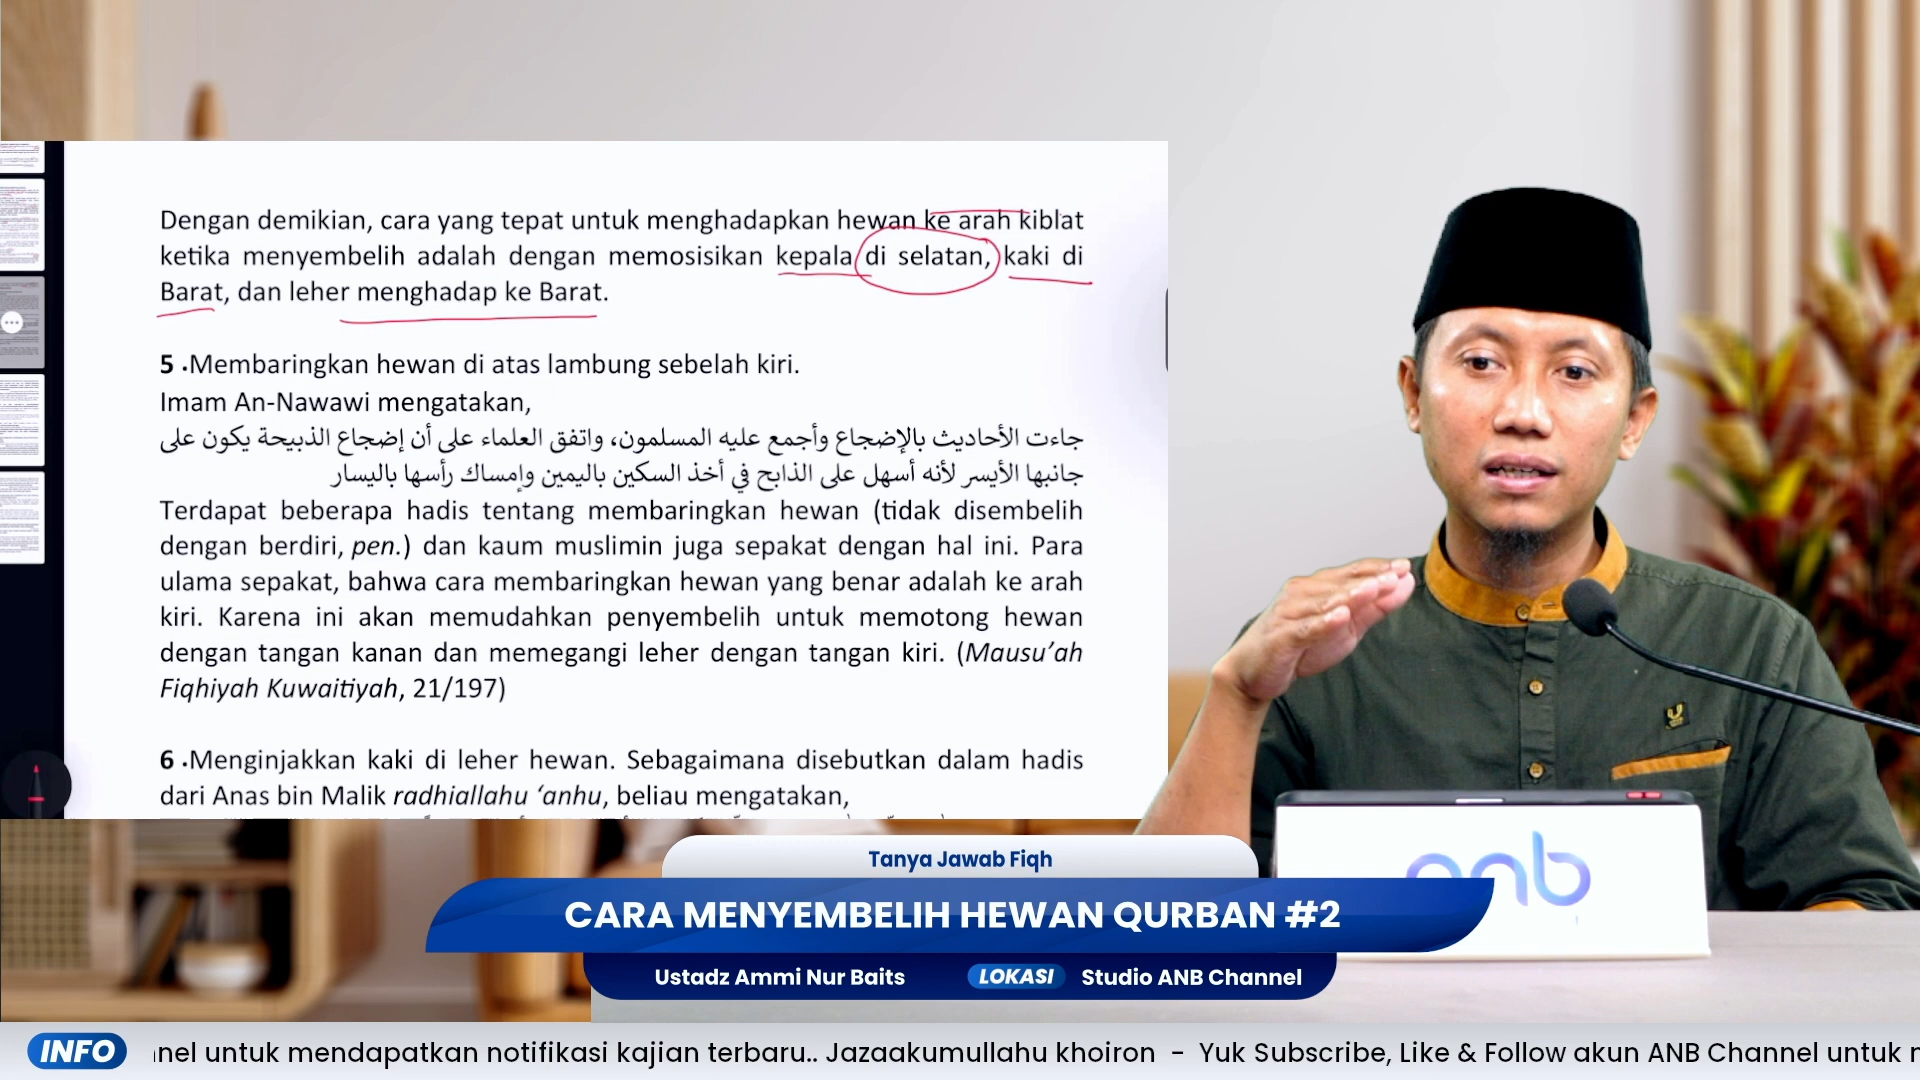 Dengan demikian, cara yang tepat untuk menghadapkan hewan ke arah kiblat
ketika menyembelih adalah dengan memosisikan kepala di selatan, kaki di
Barat, dan leher menghadap ke Barat.
5 .Membaringkan hewan di atas lambung sebelah kiri.
Imam An-Nawawi mengatakan,
جاءت الأحاديث بالإضجاع وأجمع عليه المسلمون، واتفق العلماء على أن إضجاع الذبيحة يكون على
جانبها الأيسر لأنه أسهل على الذابح في أخذ السكين باليمين وإمساك رأسها باليسار
Terdapat beberapa hadis tentang membaringkan hewan (tidak disembelih
dengan berdiri, pen.) dan kaum muslimin juga sepakat dengan hal ini. Para
ulama sepakat, bahwa cara membaringkan hewan yang benar adalah ke arah
kiri. Karena ini akan memudahkan penyembelih untuk memotong hewan
dengan tangan kanan dan memegangi leher dengan tangan kiri. (Mausu’ah
Fiqhiyah Kuwaitiyah, 21/197)
6 .Menginjakkan kaki di leher hewan. Sebagaimana disebutkan dalam hadis
dari Anas bin Malik radhiallahu ‘anhu, beliau mengatakan,
anb
Tanya Jawab Fiqh
CARA MENYEMBELIH HEWAN QURBAN #2
Ustadz Ammi Nur Baits LOKASI Studio ANB Channel
INFO nel untuk mendapatkan notifikasi kajian terbaru.. Jazaakumullahu khoiron - Yuk Subscribe, Like & Follow akun ANB Channel untuk